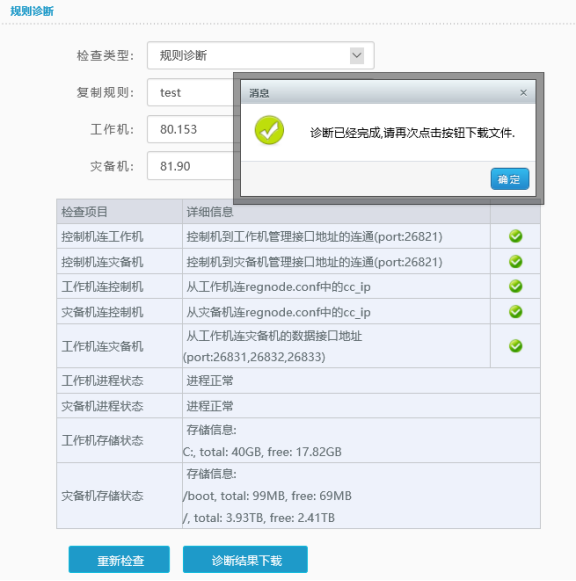 规则诊断
检查类型: 规则诊断
复制规则: test
消息 ×
诊断已经完成,请再次点击按钮下载文件.
工作机: 80.153
灾备机: 81.90
确定
检查项目 详细信息
控制机连工作机 控制机到工作机管理接口地址的连通(port:26821)
控制机连灾备机 控制机到灾备机管理接口地址的连通(port:26821)
工作机连控制机 从工作机连regnode.conf中的cc_ip
灾备机连控制机 从灾备机连regnode.conf中的cc_ip
工作机连灾备机 从工作机连灾备机的数据接口地址
(port:26831,26832,26833)
工作机进程状态 进程正常
灾备机进程状态 进程正常
工作机存储状态 存储信息:
C:, total: 40GB, free: 17.82GB
灾备机存储状态 存储信息:
/boot, total: 99MB, free: 69MB
/, total: 3.93TB, free: 2.41TB
重新检查 诊断结果下载